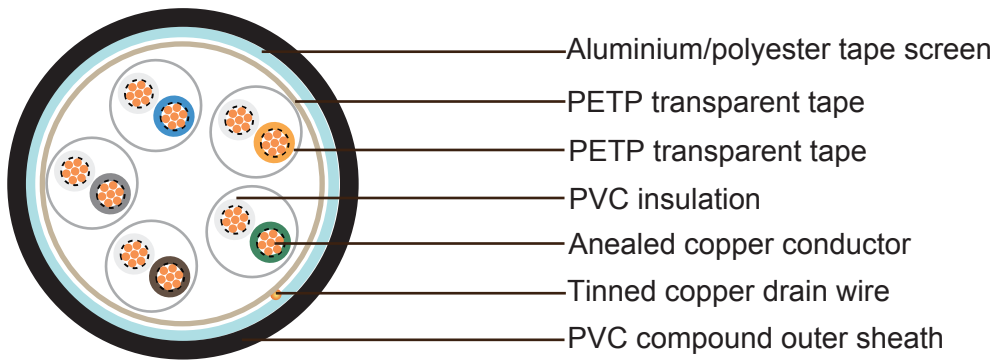 Aluminium/polyester tape screen
PETP transparent tape
PETP transparent tape
PVC insulation
Anealed copper conductor
Tinned copper drain wire
PVC compound outer sheath